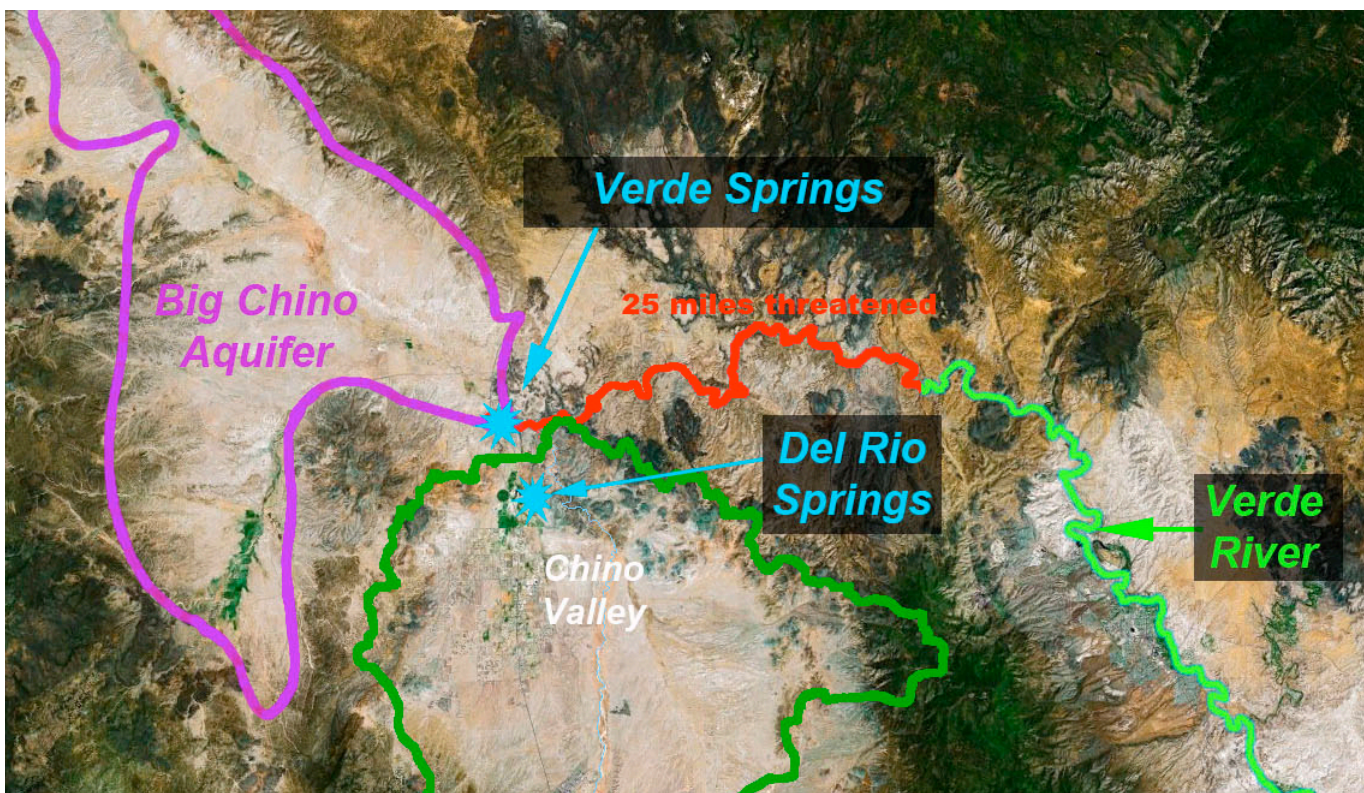 Verde Springs
Big Chino
Aquifer
25 miles threatened
Del Rio
Springs
Verde
River
Chino
Valley